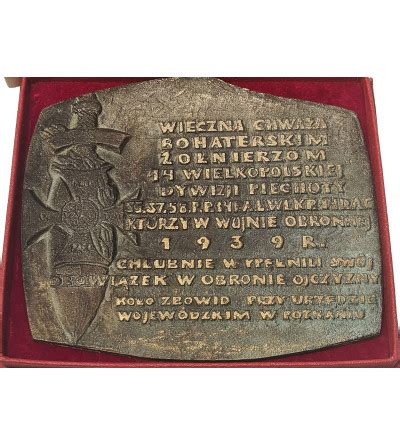 WIECZNA CHWAŁA
BOHATERSKIM
ŻOŁNIERZOM
14 WIELKOPOLSKIEJ
DYWIZJI PIECHOTY
KTÓRZY W WOJNIE OBRONNEJ
1939 R.
CHLUBNIE WYPEŁNILI SWÓJ
OBOWIĄZEK W OBRONIE OJCZYZNY
KOŁO ZBOWID PRZY URZĘDZIE
WOJEWÓDZKIM W POZNANIU